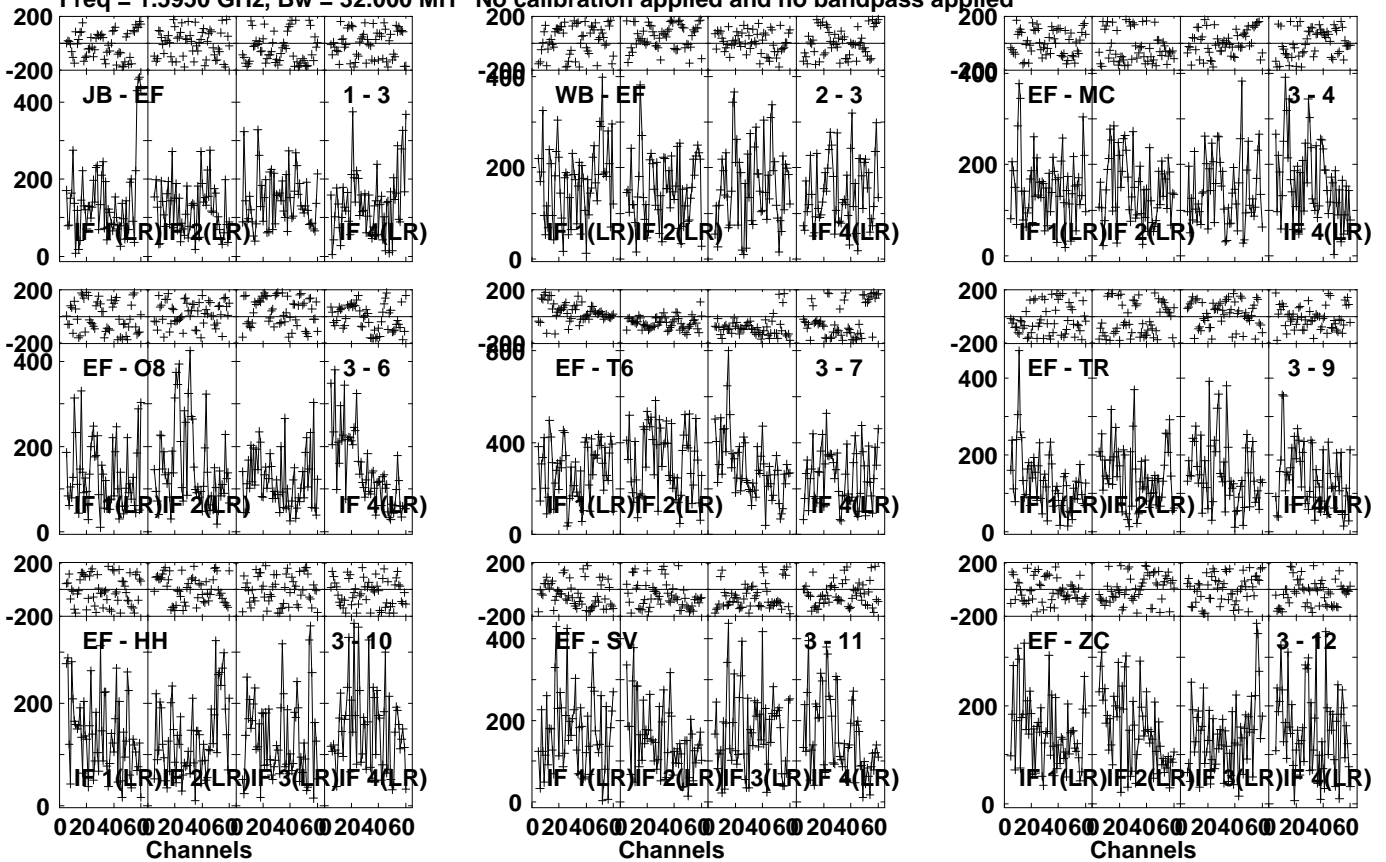 Freq = 1.5950 GHz, Bw = 32.000 MH No calibration applied and no bandpass applied
200
-200
JB - EF 1 - 3
400
200
0
IF 1(LR) IF 2(LR) IF 4(LR)
200
-200
400
WB - EF 2 - 3
200
0
IF 1(LR) IF 2(LR) IF 4(LR)
200
-200
400
EF - MC 3 - 4
200
0
IF 1(LR) IF 2(LR) IF 4(LR)
200
-200
400
EF - O8 3 - 6
200
0
IF 1(LR) IF 2(LR) IF 4(LR)
200
-200
800
EF - T6 3 - 7
400
0
IF 1(LR) IF 2(LR) IF 4(LR)
200
-200
EF - TR 3 - 9
400
200
0
IF 1(LR) IF 2(LR) IF 4(LR)
200
-200
EF - HH 3 - 10
200
0
IF 1(LR) IF 2(LR) IF 3(LR) IF 4(LR)
0 20 40 60 0 20 40 60 0 20 40 60 0 20 40 60
Channels
200
-200
400
EF - SV 3 - 11
200
0
IF 1(LR) IF 2(LR) IF 3(LR) IF 4(LR)
0 20 40 60 0 20 40 60 0 20 40 60 0 20 40 60
Channels
200
-200
EF - ZC 3 - 12
200
0
IF 1(LR) IF 2(LR) IF 3(LR) IF 4(LR)
0 20 40 60 0 20 40 60 0 20 40 60 0 20 40 60
Channels